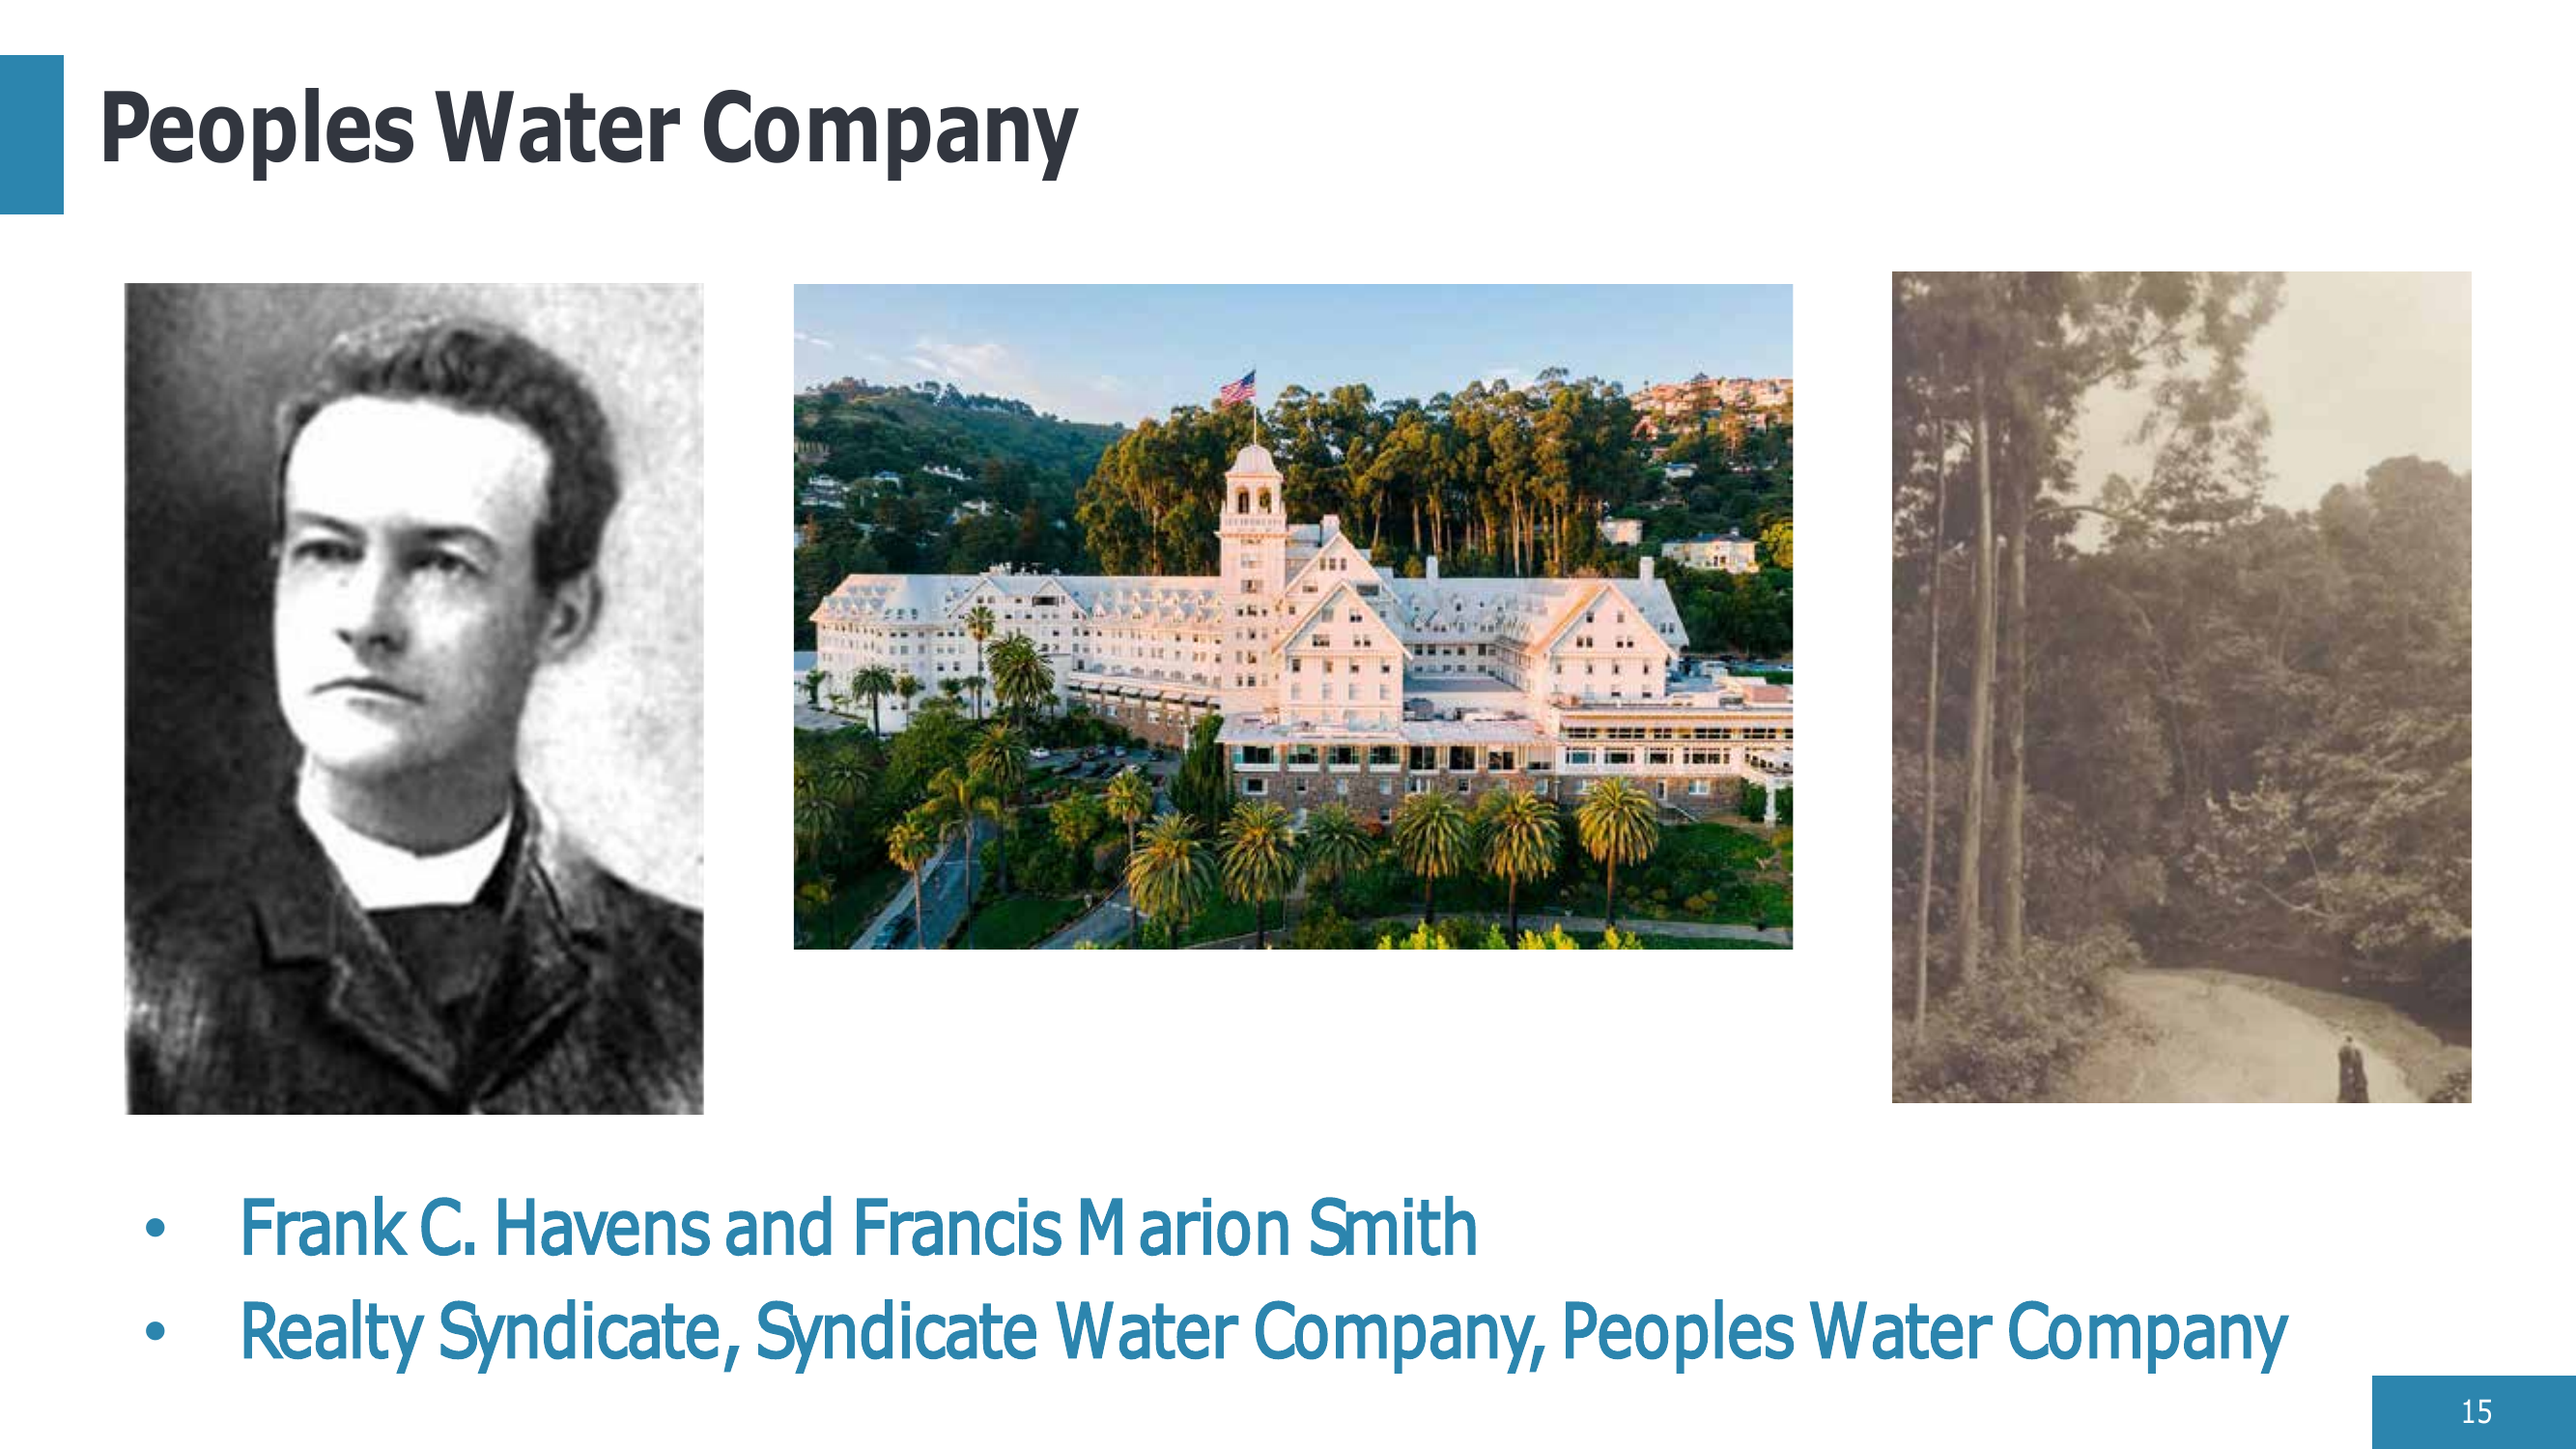 Peoples Water Company
• Frank C. Havens and Francis Marion Smith
• Realty Syndicate, Syndicate Water Company, Peoples Water Company
15